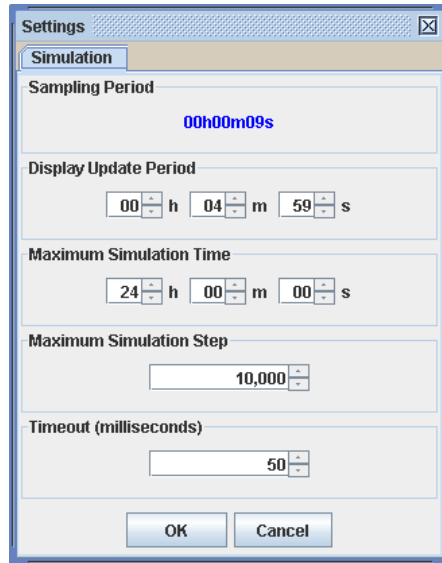 Settings
Simulation
Sampling Period
00h00m09s
Display Update Period
00 h 04 m 59 s
Maximum Simulation Time
24 h 00 m 00 s
Maximum Simulation Step
10,000
Timeout (milliseconds)
50
OK Cancel